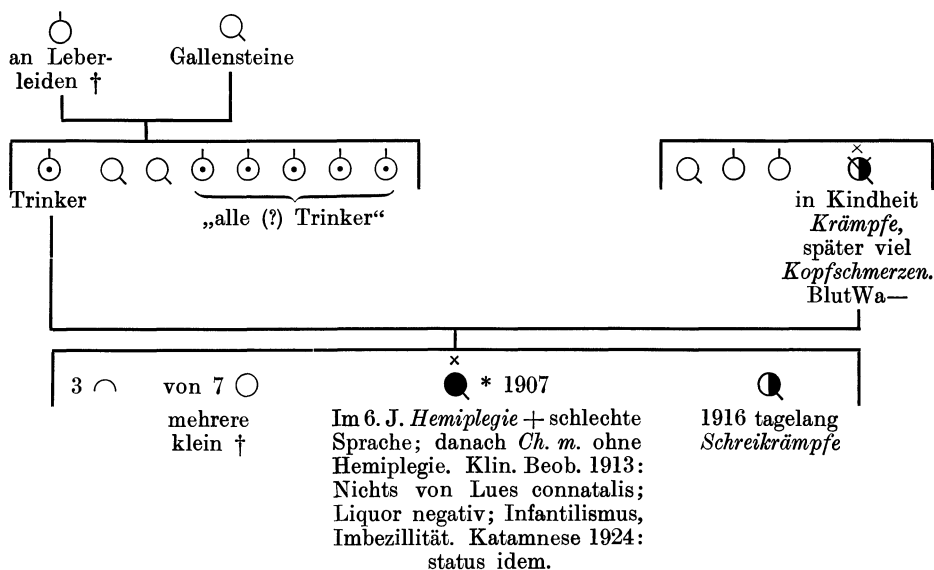 an Leber-
leiden †
Gallensteine
Trinker
„alle (?) Trinker“
in Kindheit
Krämpfe,
später viel
Kopfschmerzen.
BlutWa—
3
von 7
mehrere
klein †
* 1907
Im 6. J. Hemiplegie + schlechte
Sprache; danach Ch. m. ohne
Hemiplegie. Klin. Beob. 1913:
Nichts von Lues connatalis;
Liquor negativ; Infantilismus,
Imbezillität. Katamnese 1924:
status idem.
1916 tagelang
Schreikrämpfe